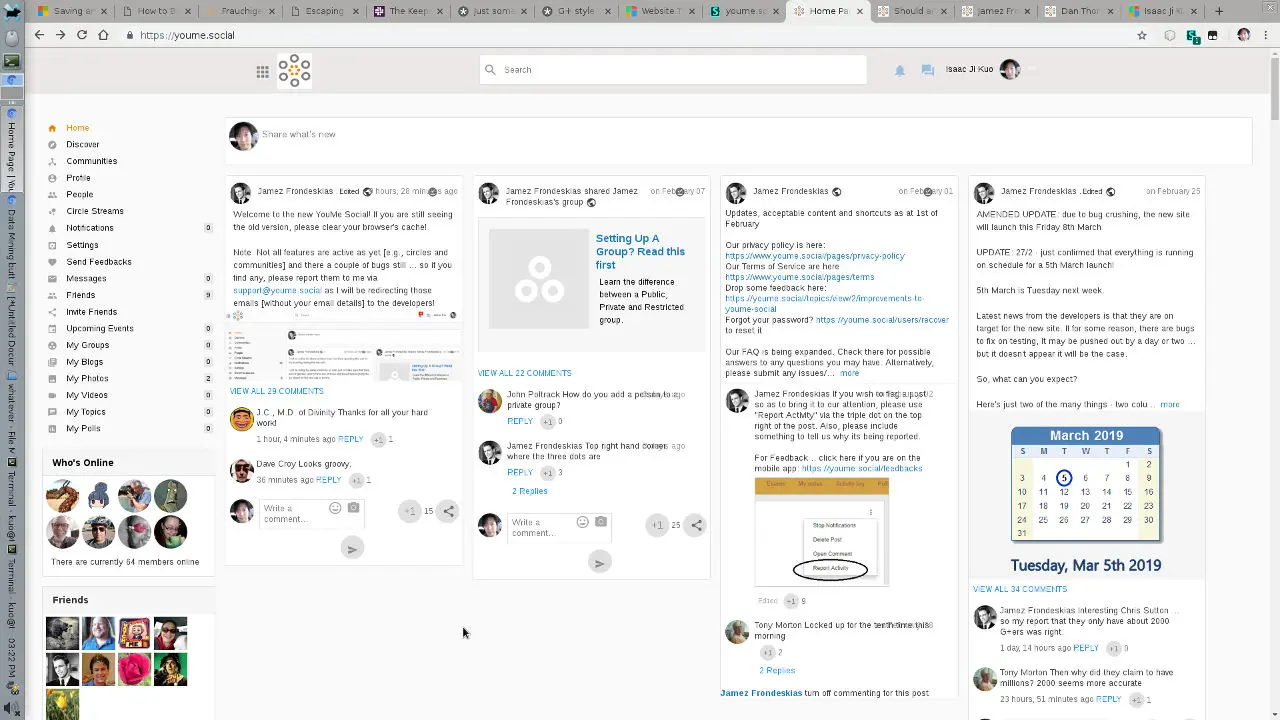 Saving er
How to B
Frauchige
Escaping
The Keep
just some
G+ style
Website T
Home Pa
Should e
Jamez Fr
Dan Thor
Isaac Ji K
https://youme.social
Search
Isaac Ji Kuo
Home
Discover
Communities
Profile
People
Circle Streams
Notifications 0
Settings
Send Feedbacks
Messages 0
Friends 9
Invite Friends
Upcoming Events 0
My Groups 0
My Blogs 0
My Photos 2
My Videos 0
My Topics 0
My Polls 0
Who's Online
There are currently 64 members online
Friends
Share what's new
Jamez Frondeskias Edited hours, 28 minutes ago
Welcome to the new YouMe Social! If you are still seeing
the old version, please clear your browser's cache!
Note: Not all features are active as yet [e.g., circles and
communities] and there a couple of bugs still ... so if you
find any, please report them to me via
support@youme.social as I will be redirecting those
emails [without your email details] to the developers!
VIEW ALL 29 COMMENTS
J.C., M.D. of Divinity Thanks for all your hard
work!
1 hour, 4 minutes ago REPLY +1 1
Dave Croy Looks groovy.
36 minutes ago REPLY +1 1
Write a
comment...
+1 15
Jamez Frondeskias shared Jamez on February 07
Frondeskias's group
Setting Up A
Group? Read this
first
Learn the difference
between a Public,
Private and Restricted
group.
VIEW ALL 22 COMMENTS
John Poltrack How do you add a person to a
private group?
REPLY +1 0
Jamez Frondeskias Top right hand corner
where the three dots are
REPLY +1 3
2 Replies
Write a
comment...
+1 25
Jamez Frondeskias on February 01
Updates, acceptable content and shortcuts as at 1st of
February
Our privacy policy is here:
https://www.youme.social/pages/privacy-policy
Our Terms of Service are here
https://www.youme.social/pages/terms
Drop some feedback here:
https://youme.social/topics/view/2/improvements-to-
youme-social
Forgot your password? https://youme.social/users/recover
to reset it
Our FAQ is being expanded. Check there for possible
answers to any questions you may have. Alternatively
please submit any issues/... more
Jamez Frondeskias If you wish to flag a post
so as to bring it to our attention, please use
"Report Activity" via the triple dot on the top
right of the post. Also, please include
something to tell us why its being reported.
For Feedback .. click here if you are on the
mobile app: https://youme.social/feedbacks
Events My video Activity log
Stop Notifications
Delete Post
Open Comment
Report Activity
Edited +1 9
Tony Morton Locked up for the tenth time this
morning
+1 2
2 Replies
Jamez Frondeskias turn off commenting for this post
Jamez Frondeskias Edited on February 25
AMENDED UPDATE: due to bug crushing, the new site
will launch this Friday 8th March
UPDATE: 27/2 - just confirmed that everything is running
on schedule for a 5th March launch!
5th March is Tuesday next week.
Latest news from the developers is that they are on
target for the new site. If for some reason, there are bugs
to fix on testing, it may be pushed out by a day or two ...
So, what can you expect?
Here's just two of the many things - two colu... more
March 2019
S M T W T F S
1 2
3 4 5 6 7 8 9
10 11 12 13 14 15 16
17 18 19 20 21 22 23
24 25 26 27 28 29 30
31
Tuesday, Mar 5th 2019
VIEW ALL 34 COMMENTS
Jamez Frondeskias Interesting Chris Sutton ..
so my report that they only have about 2000
G+ers was right.
1 day, 14 hours ago REPLY +1 0
Tony Morton Then why did they claim to have
millions? 2000 seems more accurate
23 hours, 51 minutes ago REPLY +1 1